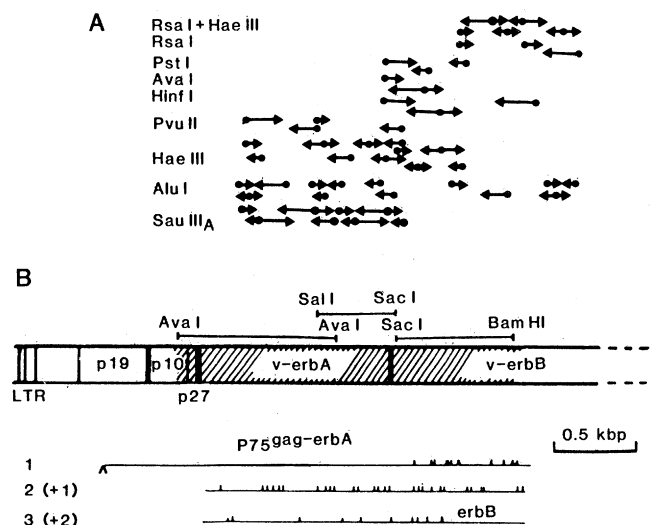 A
Rsa I + Hae III
Rsa I
Pst I
Ava I
Hinf I
Pvu II
Hae III
Alu I
Sau IIIA
B
Sal I Sac I
Ava I Ava I Sac I Bam HI
p19 p10 v-erbA v-erbB
LTR p27
P75gag-erbA
0.5 kbp
1
2 (+1)
3 (+2) erbB